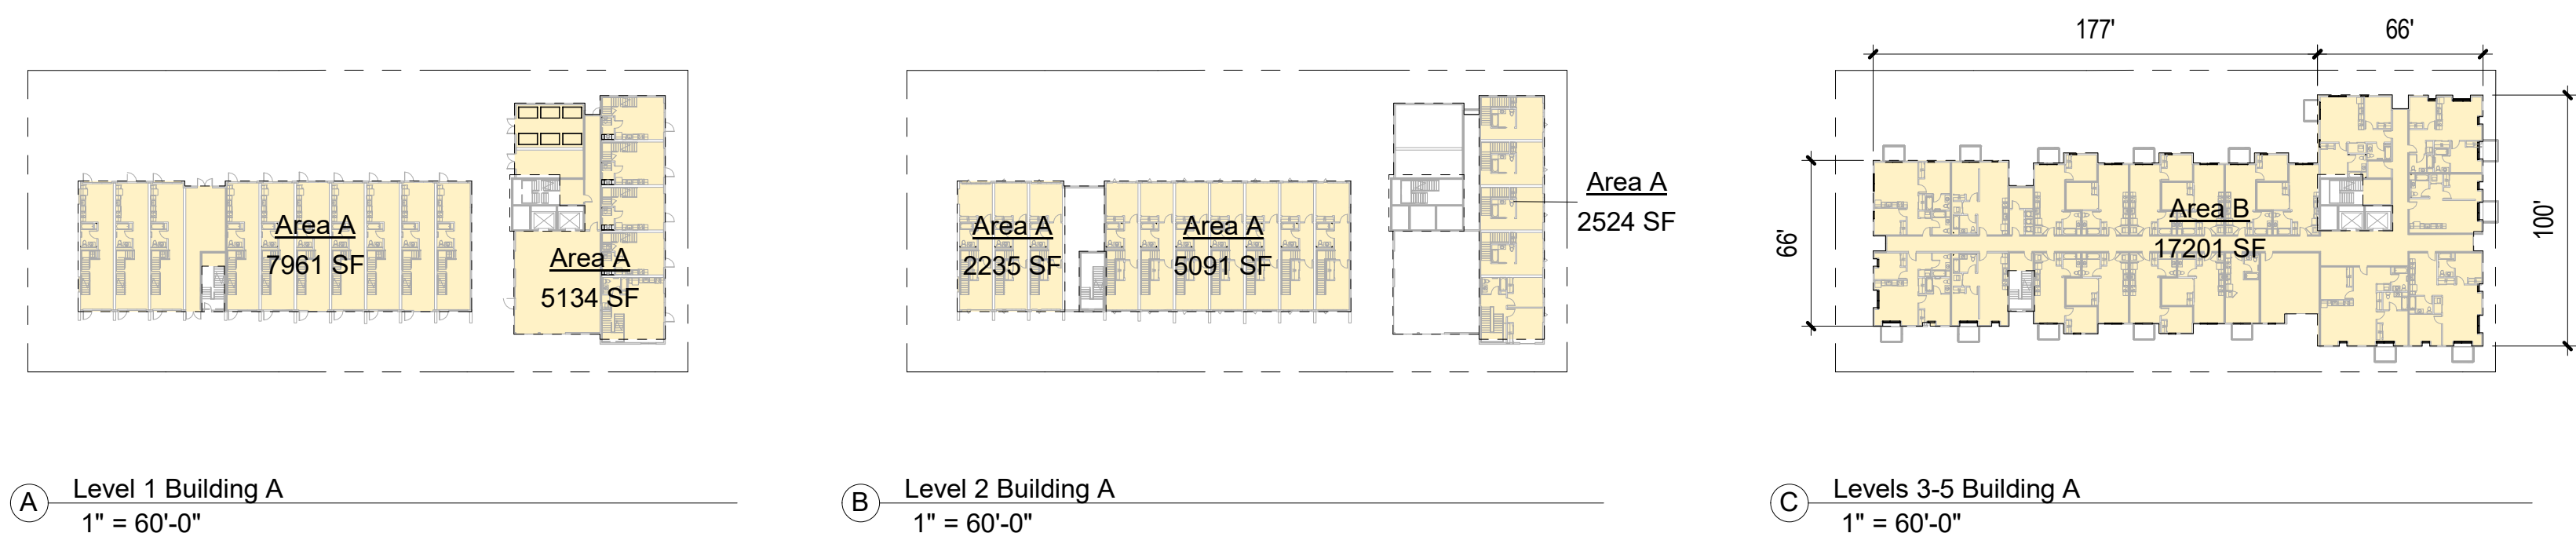 Area A
7961 SF
Area A
5134 SF
A
Level 1 Building A
1" = 60'-0"
Area A
2235 SF
Area A
5091 SF
Area A
2524 SF
B
Level 2 Building A
1" = 60'-0"
177'
66'
66'
100'
Area B
17201 SF
C
Levels 3-5 Building A
1" = 60'-0"